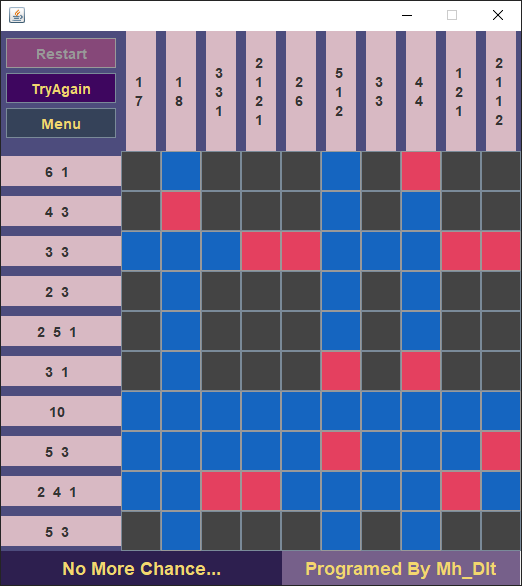 Restart
TryAgain
Menu
1 7
1 8
3 3 1
2 1 2 1
2 6
5 1 2
3 3
4 4
1 2 1
2 1 1 2
6 1
4 3
3 3
2 3
2 5 1
3 1
10
5 3
2 4 1
5 3
No More Chance...
Programed By Mh_Dlt